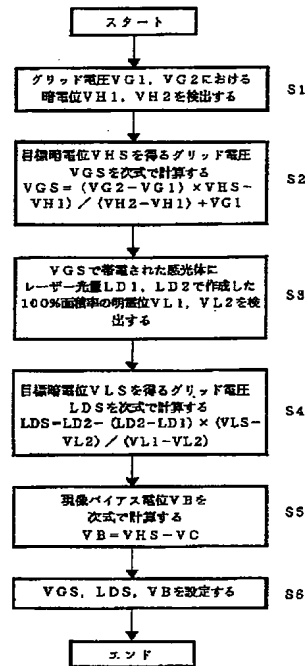 スタート
グリッド電圧VG1，VG2における
暗電位VH1，VH2を検出する
S1
目標暗電位VHSを得るグリッド電圧
VGSを次式で計算する
VGS=（VG2－VG1）×VHS－
VH1）／（VH2－VH1）+VG1
S2
VGSで帯電された感光体に
レーザー光量LD1，LD2で作成した
100%面積率の明電位VL1，VL2を検
出する
S3
目標暗電位VLSを得るグリッド電圧
LDSを次式で計算する
LDS=LD2－（LD2－LD1）×（VLS－
VL2）／（VL1－VL2）
S4
現像バイアス電位VBを
次式で計算する
VB=VHS－VC
S5
VGS，LDS，VBを設定する
S6
エンド